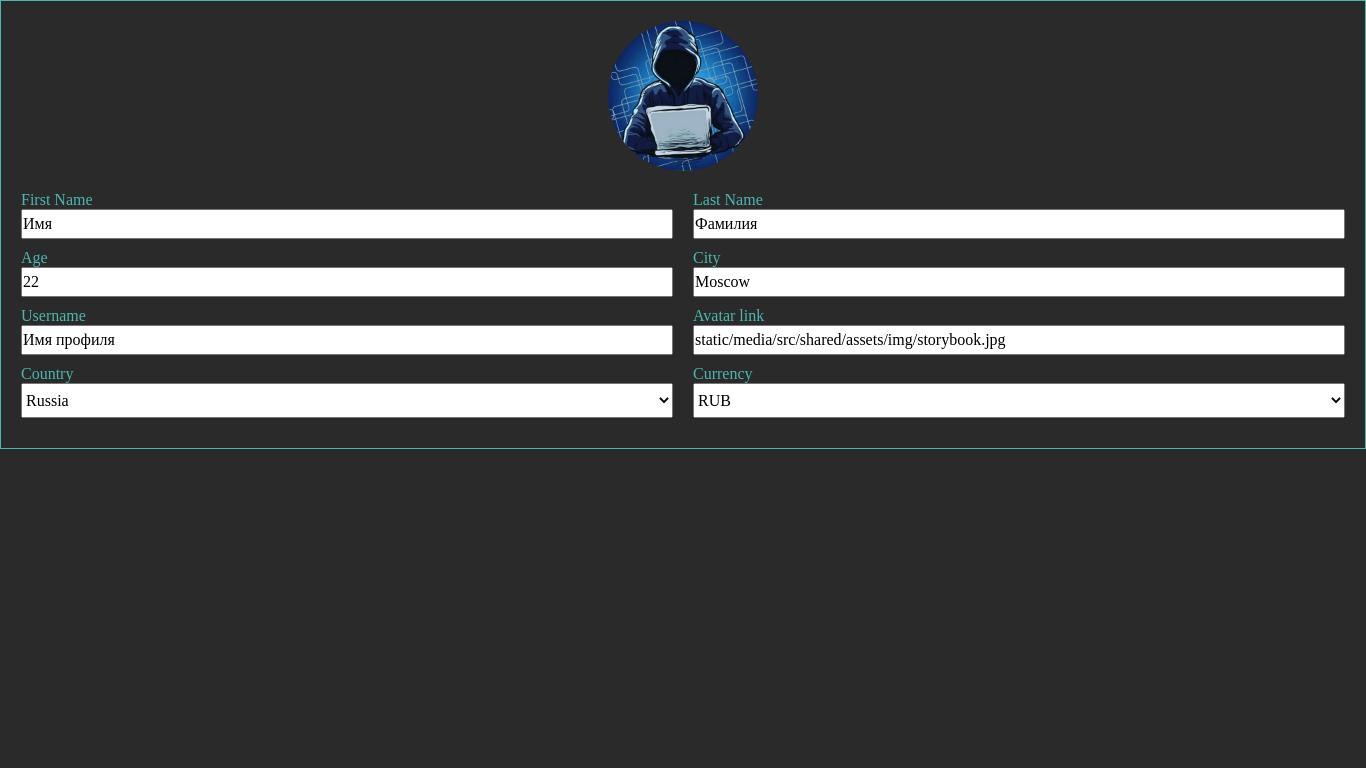 First Name
Last Name
Имя
Фамилия
Age
City
22
Moscow
Username
Avatar link
Имя профиля
static/media/src/shared/assets/img/storybook.jpg
Country
Currency
Russia
RUB